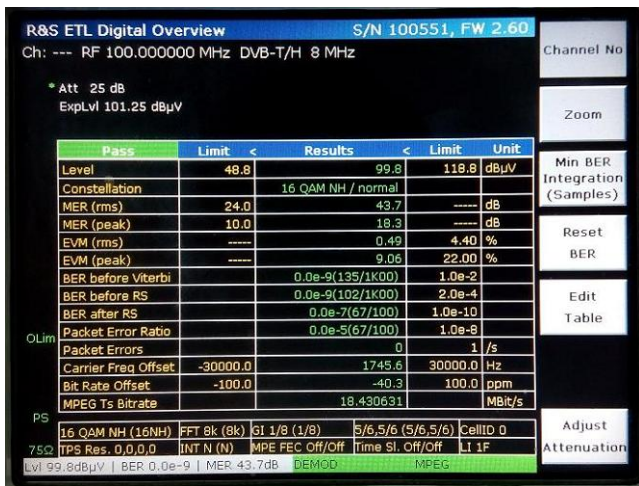 R&S ETL Digital Overview S/N 100551, FW 2.60
Ch: --- RF 100.000000 MHz DVB-T/H 8 MHz
Channel No
* Att 25 dB
ExpLvl 101.25 dBµV
Zoom
Pass Limit < Results < Limit Unit
Level 48.8 99.8 118.8 dBµV
Constellation 16 QAM NH / normal
MER (rms) 24.0 43.7 ----- dB
MER (peak) 10.0 18.3 ----- dB
EVM (rms) ----- 0.49 4.40 %
EVM (peak) ----- 9.06 22.00 %
BER before Viterbi 0.0e-9(135/1K00) 1.0e-2
BER before RS 0.0e-9(102/1K00) 2.0e-4
BER after RS 0.0e-7(67/100) 1.0e-10
Packet Error Ratio 0.0e-5(67/100) 1.0e-8
Packet Errors 0 1 /s
Carrier Freq Offset -30000.0 1745.6 30000.0 Hz
Bit Rate Offset -100.0 -40.3 100.0 ppm
MPEG Ts Bitrate 18.430631 MBit/s
Min BER
Integration
(Samples)
Reset
BER
Edit
Table
OLim
PS
75Ω
16 QAM NH (16NH) FFT 8k (8k) GI 1/8 (1/8) 5/6,5/6 (5/6,5/6) CellID 0
TPS Res. 0,0,0,0 INT N (N) MPE FEC Off/Off Time Sl. Off/Off LI 1F
Adjust
Attenuation
Lvl 99.8dBµV | BER 0.0e-9 | MER 43.7dB DEMOD MPEG